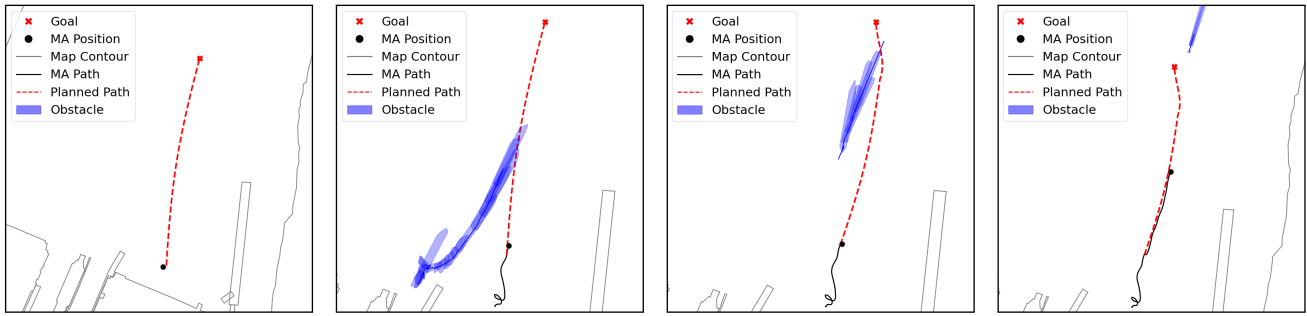 Goal
MA Position
Map Contour
MA Path
Planned Path
Obstacle
Goal
MA Position
Map Contour
MA Path
Planned Path
Obstacle
Goal
MA Position
Map Contour
MA Path
Planned Path
Obstacle
Goal
MA Position
Map Contour
MA Path
Planned Path
Obstacle